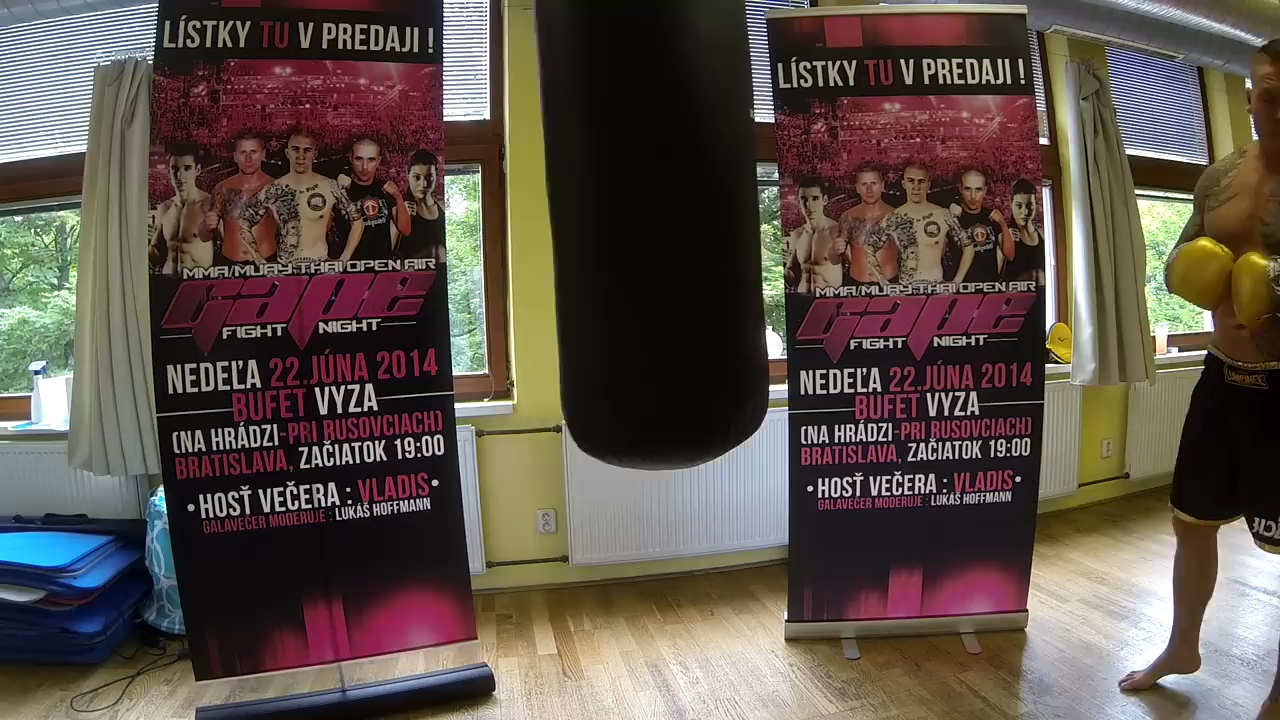 LÍSTKY TU V PREDAJI !
MMA/MUAY THAI OPEN AIR
GAPE
FIGHT NIGHT
NEDEĽA 22.JÚNA 2014
BUFET VYZA
(NA HRÁDZI-PRI RUSOVCIACH)
BRATISLAVA, ZAČIATOK 19:00
•HOSŤ VEČERA : VLADIS•
GALAVEČER MODERUJE : LUKÁŠ HOFFMANN
LÍSTKY TU V PREDAJI !
MMA/MUAY THAI OPEN AIR
GAPE
FIGHT NIGHT
NEDEĽA 22.JÚNA 2014
BUFET VYZA
(NA HRÁDZI-PRI RUSOVCIACH)
BRATISLAVA, ZAČIATOK 19:00
•HOSŤ VEČERA : VLADIS•
GALAVEČER MODERUJE : LUKÁŠ HOFFMANN